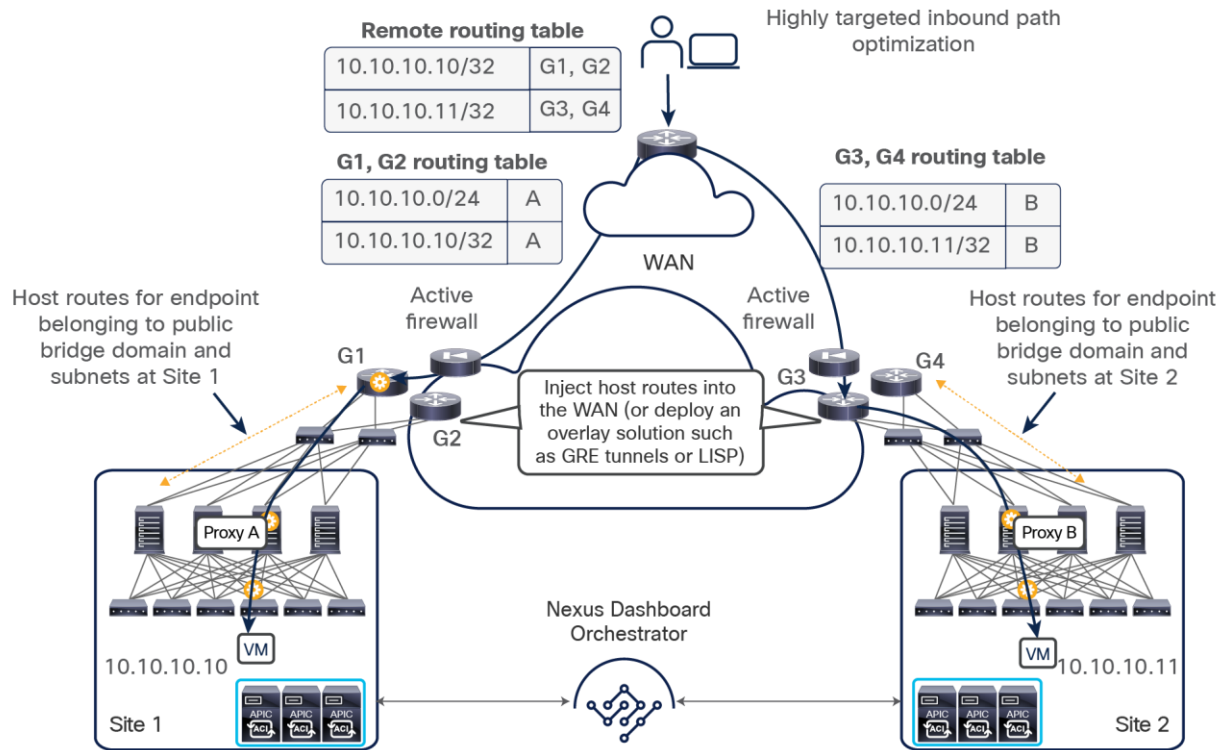 Highly targeted inbound path
optimization
Remote routing table
10.10.10.10/32 G1, G2
10.10.10.11/32 G3, G4
G1, G2 routing table
10.10.10.0/24 A
10.10.10.10/32 A
G3, G4 routing table
10.10.10.0/24 B
10.10.10.11/32 B
WAN
Host routes for endpoint
belonging to public
bridge domain and
subnets at Site 1
Active
firewall
Active
firewall
Host routes for endpoint
belonging to public
bridge domain and
subnets at Site 2
G1
G2
G3
G4
Inject host routes into
the WAN (or deploy an
overlay solution such
as GRE tunnels or LISP)
Proxy A
Proxy B
VM
10.10.10.10
VM
10.10.10.11
Nexus Dashboard
Orchestrator
APIC APIC APIC
ACI ACI ACI
Site 1
APIC APIC APIC
ACI ACI ACI
Site 2